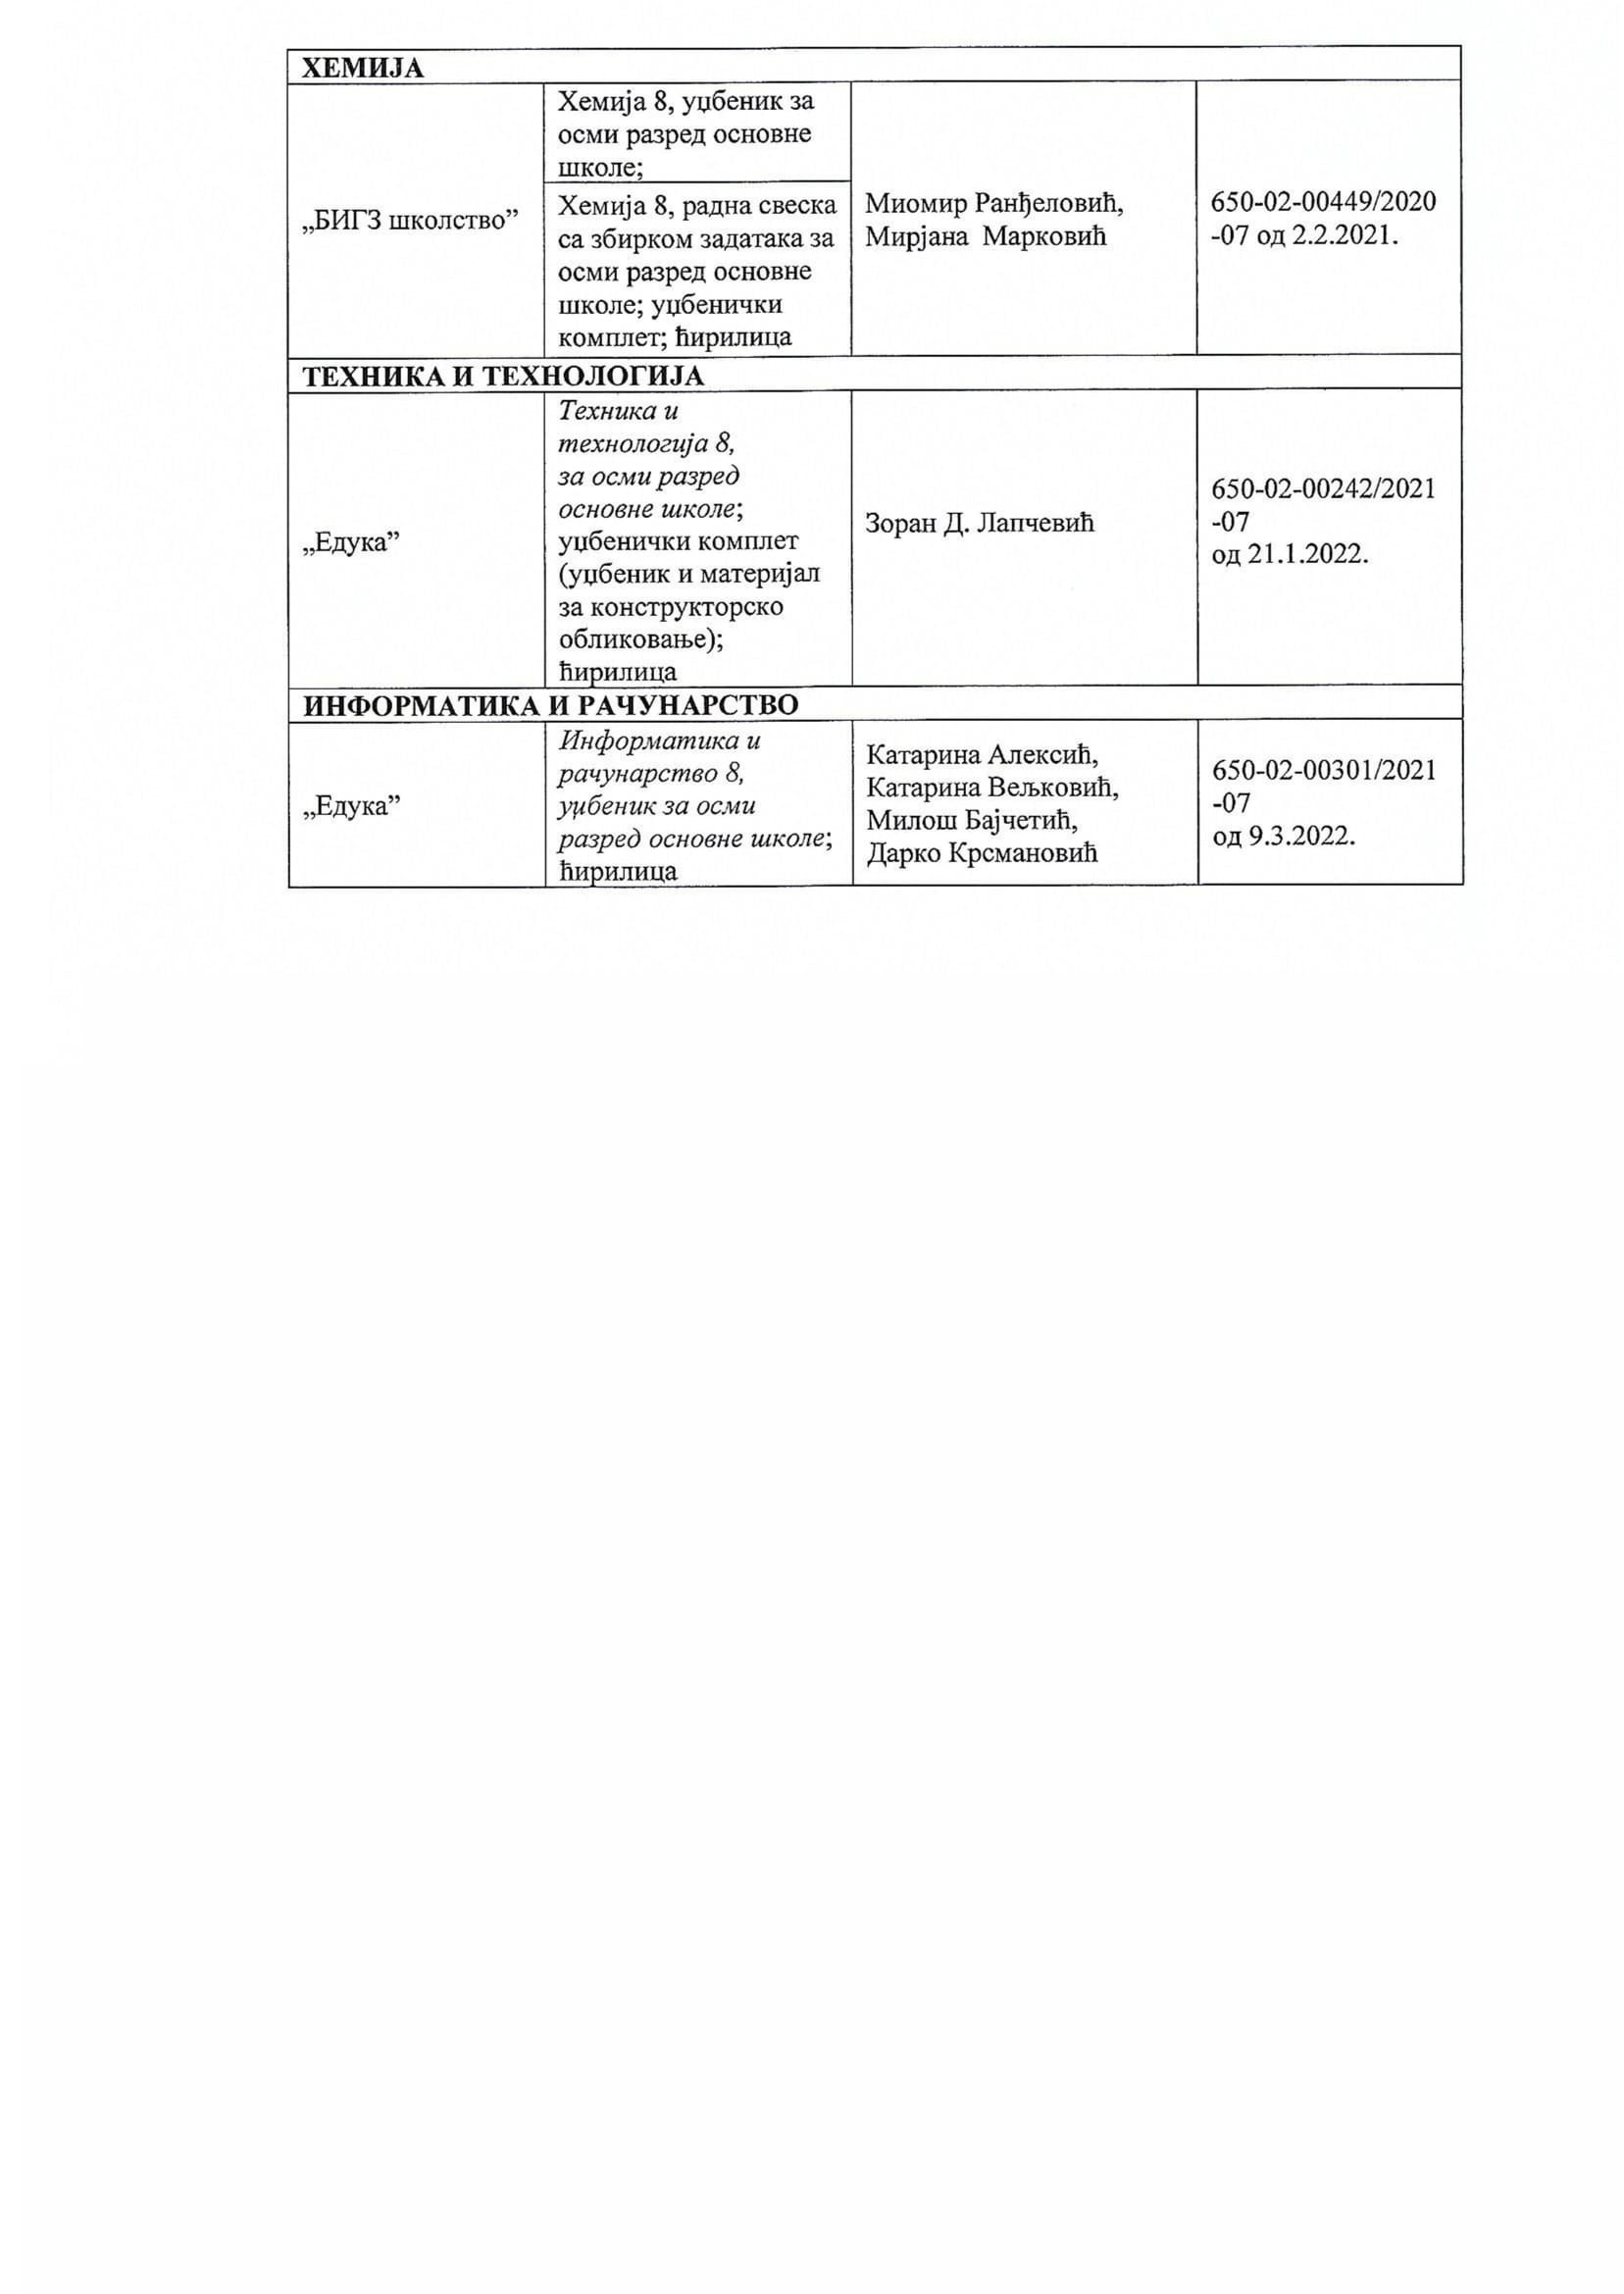 ХЕМИЈА
„БИГЗ школство”
Хемија 8, уџбеник за
осми разред основне
школе;
Хемија 8, радна свеска
са збирком задатака за
осми разред основне
школе; уџбенички
комплет; ћирилица
Миомир Ранђеловић,
Мирјана Марковић
650-02-00449/2020
-07 од 2.2.2021.
ТЕХНИКА И ТЕХНОЛОГИЈА
„Едука”
Техника и
технологија 8,
за осми разред
основне школе;
уџбенички комплет
(уџбеник и материјал
за конструкторско
обликовање);
ћирилица
Зоран Д. Лапчевић
650-02-00242/2021
-07
од 21.1.2022.
ИНФОРМАТИКА И РАЧУНАРСТВО
„Едука”
Информатика и
рачунарство 8,
уџбеник за осми
разред основне школе;
ћирилица
Катарина Алексић,
Катарина Вељковић,
Милош Бајчетић,
Дарко Крсмановић
650-02-00301/2021
-07
од 9.3.2022.